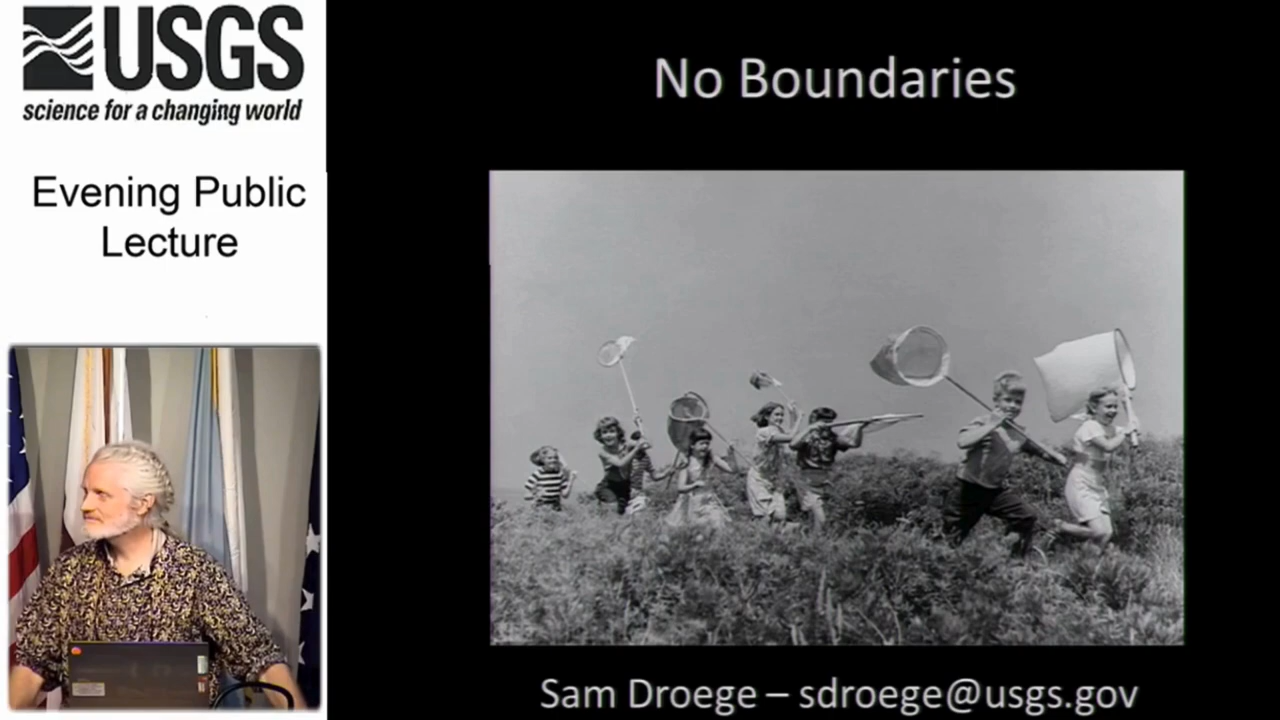 USGS
science for a changing world
Evening Public
Lecture
No Boundaries
Sam Droege – sdroege@usgs.gov